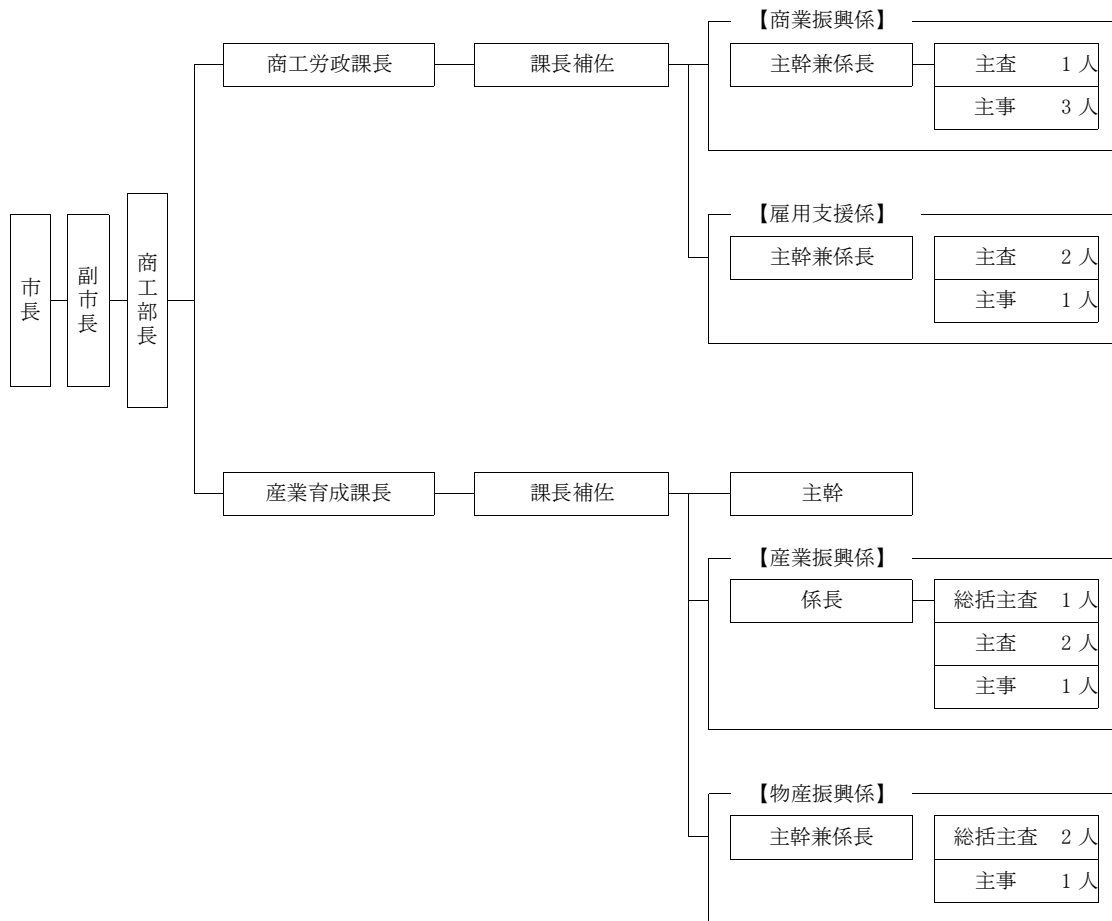 市長
副市長
商工部長
商工労政課長
課長補佐
【商業振興係】
主幹兼係長
主査 1人
主事 3人
【雇用支援係】
主幹兼係長
主査 2人
主事 1人
産業育成課長
課長補佐
主幹
【産業振興係】
係長
総括主査 1人
主査 2人
主事 1人
【物産振興係】
主幹兼係長
総括主査 2人
主事 1人